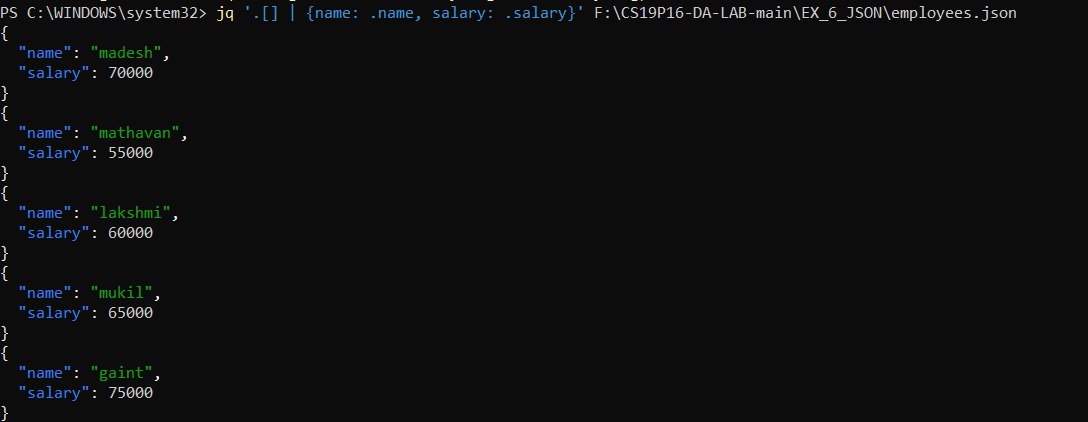 PS C:\WINDOWS\system32> jq '.[] | {name: .name, salary: .salary}' F:\CS19P16-DA-LAB-main\EX_6_JSON\employees.json
{
  "name": "madesh",
  "salary": 70000
}
{
  "name": "mathavan",
  "salary": 55000
}
{
  "name": "lakshmi",
  "salary": 60000
}
{
  "name": "mukil",
  "salary": 65000
}
{
  "name": "gaint",
  "salary": 75000
}